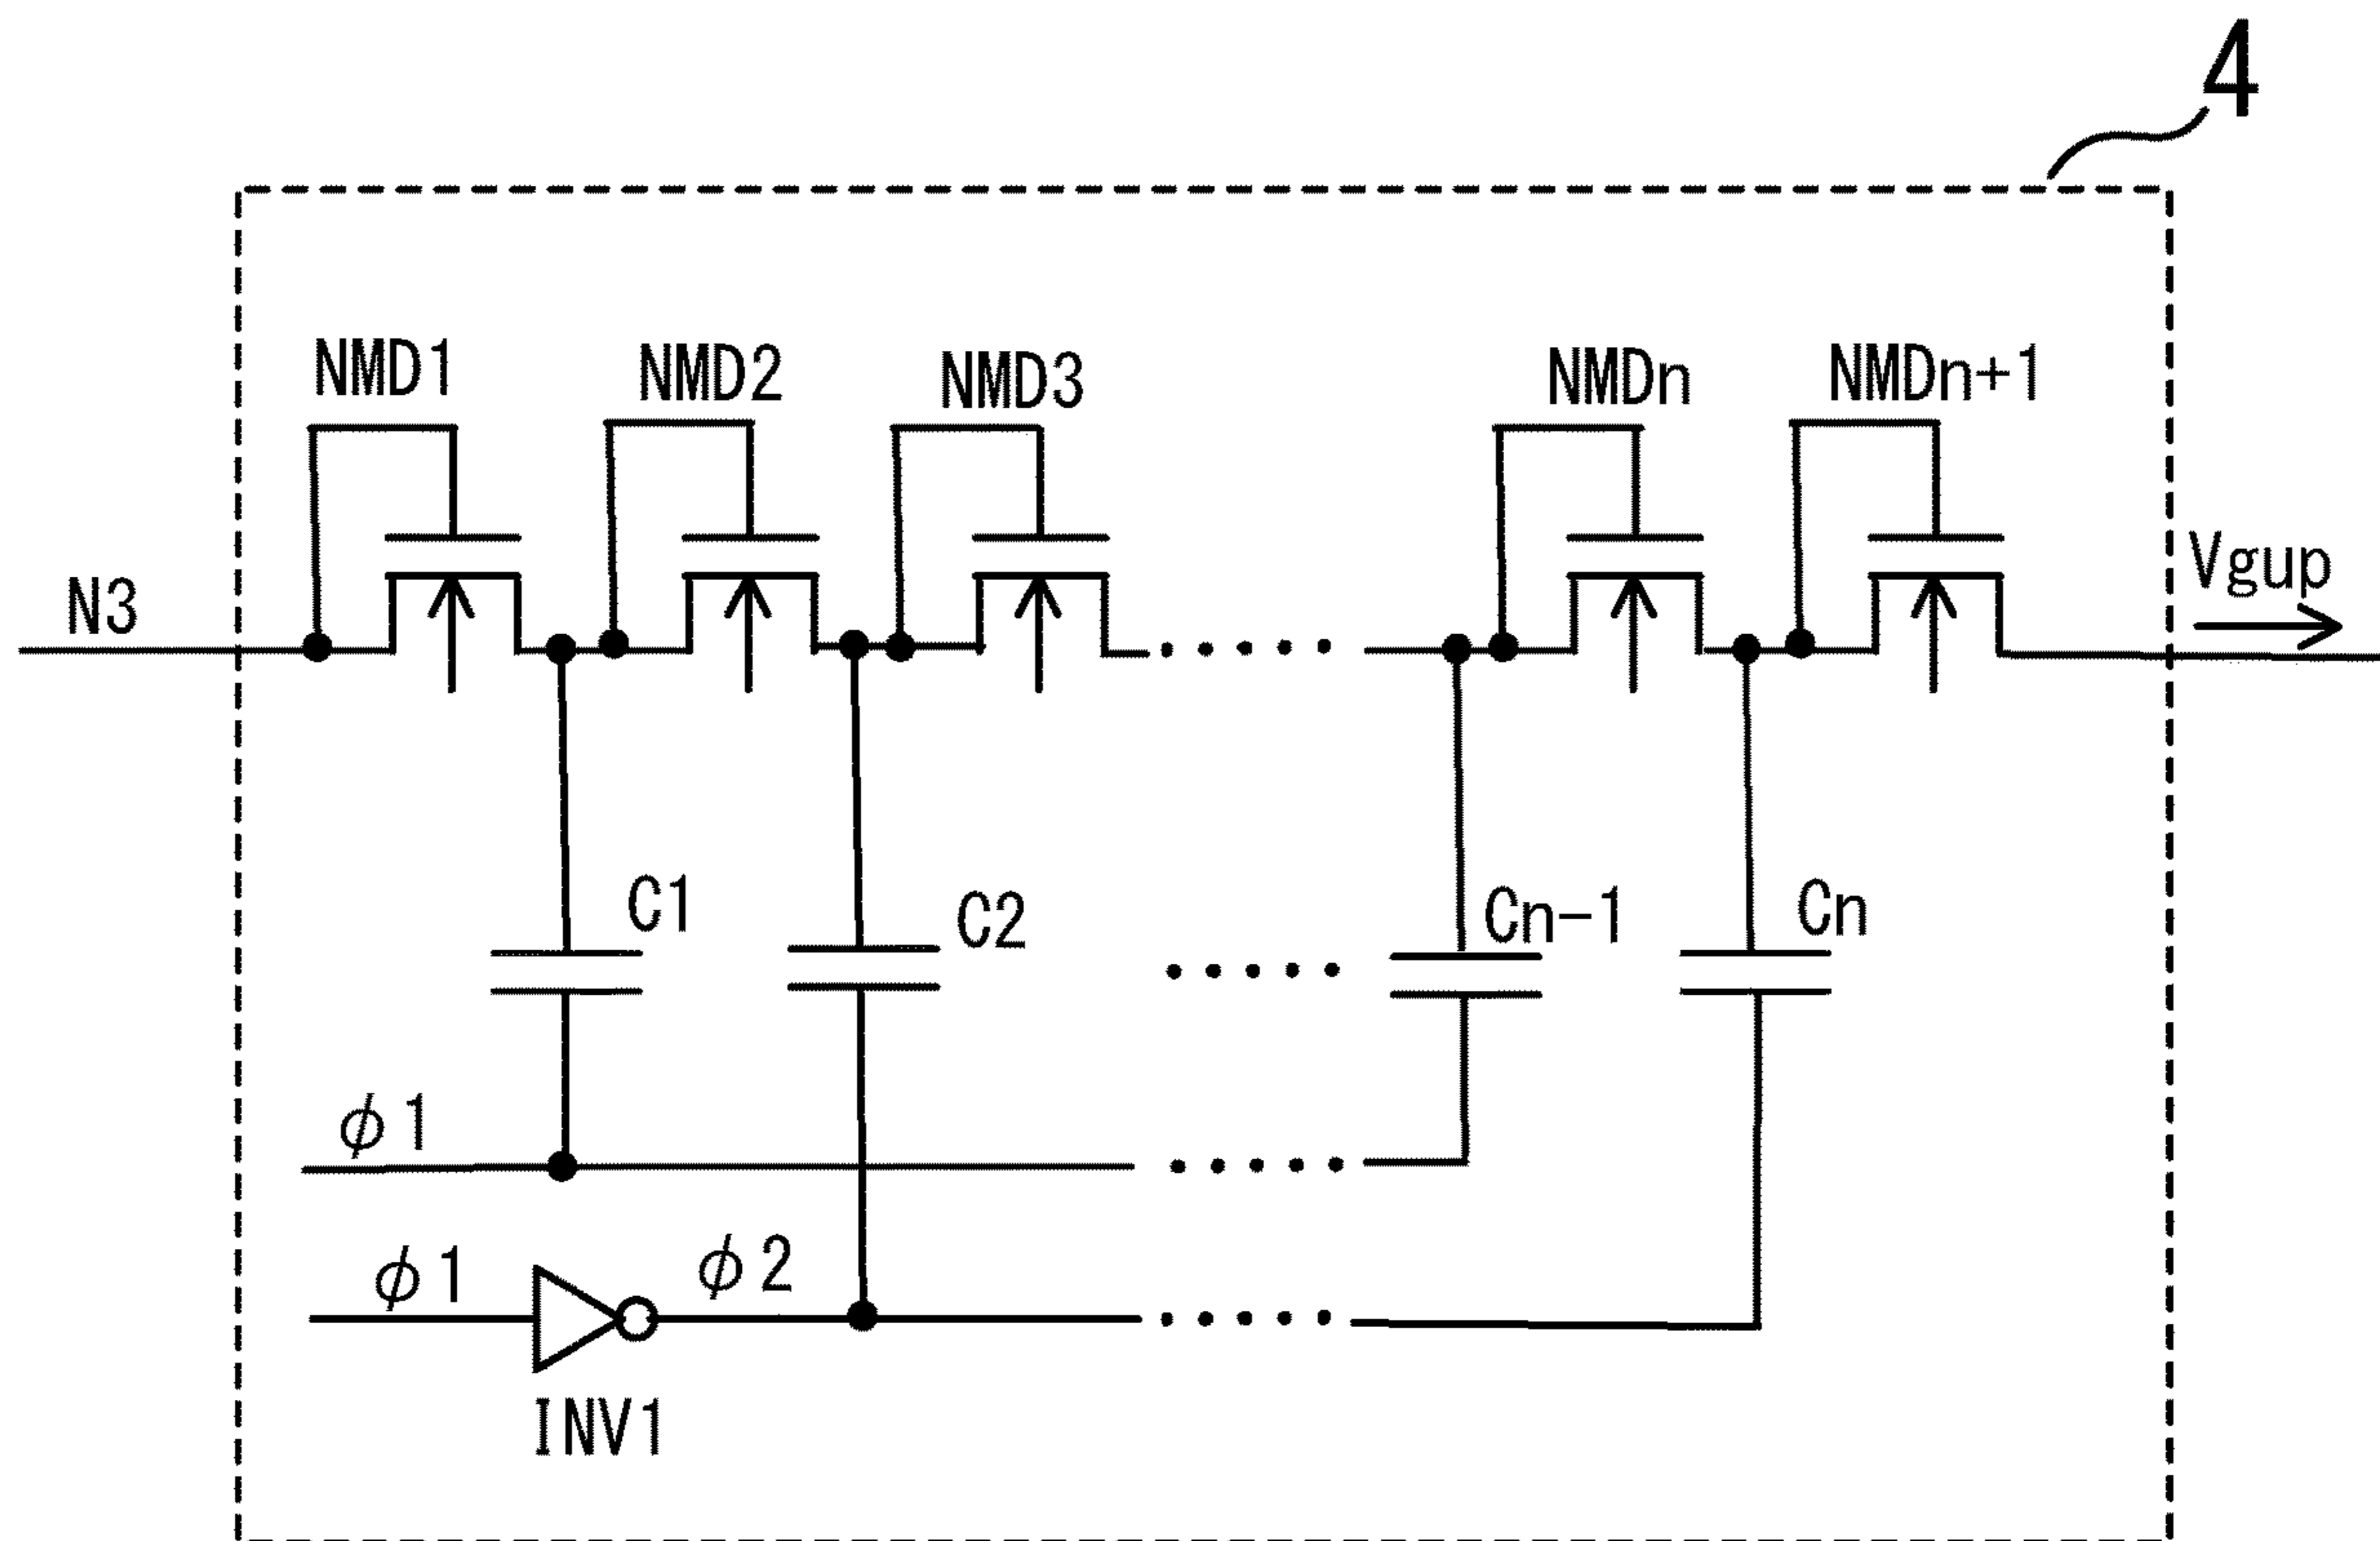 4
NMD1
NMD2
NMD3
NMDn
NMDn+1
N3
Vgup
C1
C2
Cn-1
Cn
φ1
φ1
φ2
INV1